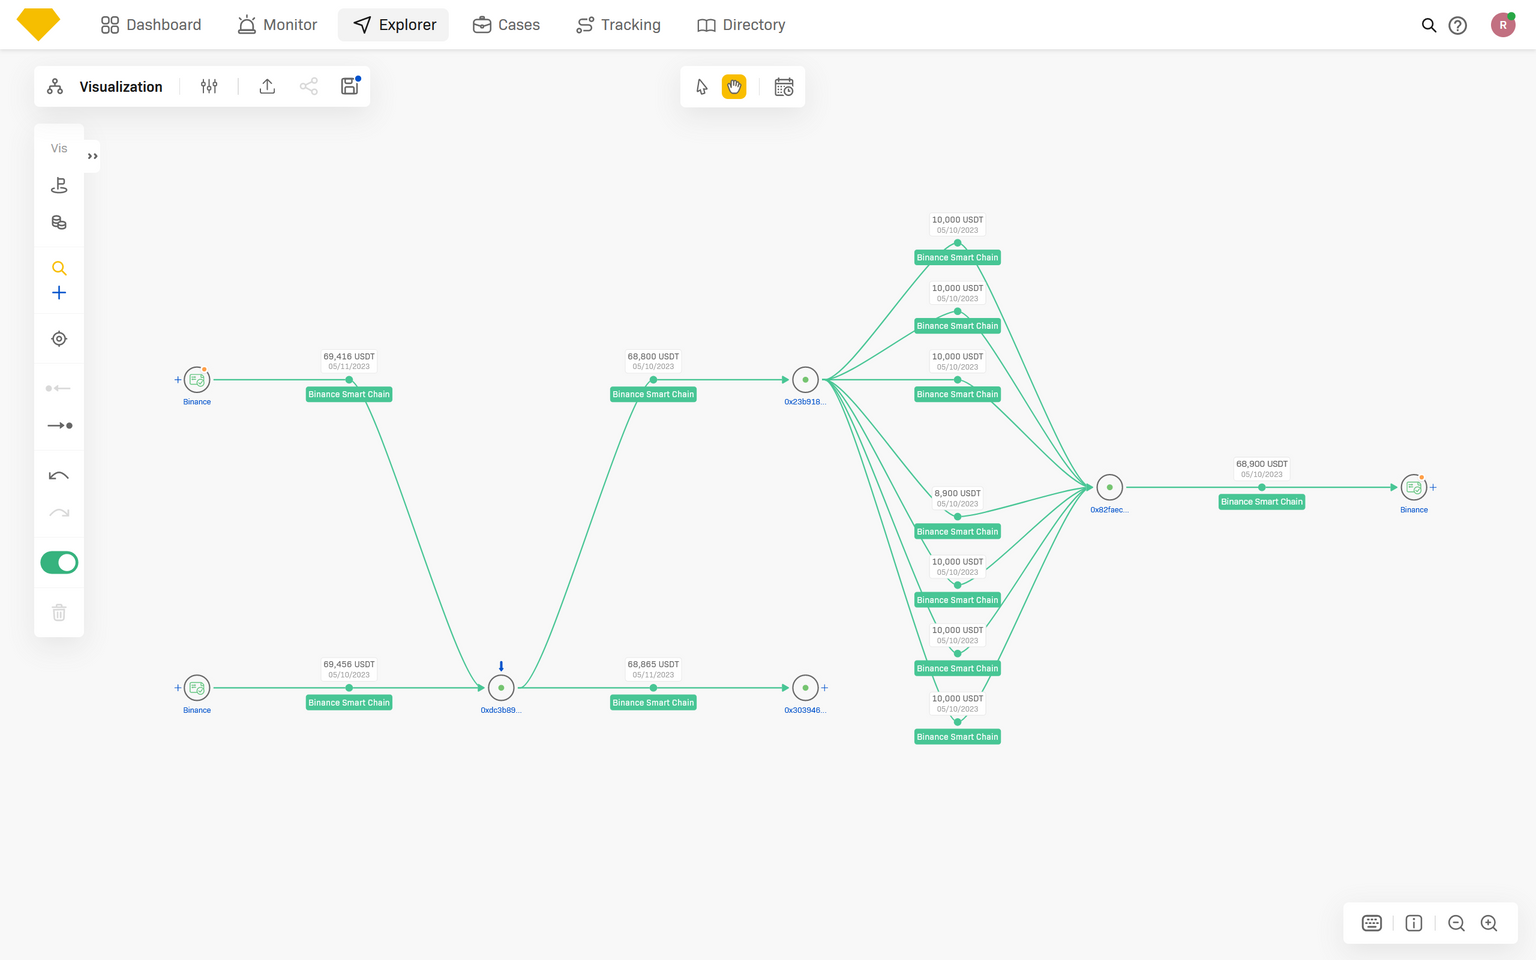 Dashboard
Monitor
Explorer
Cases
Tracking
Directory
R
Visualization
Vis
10,000 USDT
05/10/2023
Binance Smart Chain
10,000 USDT
05/10/2023
Binance Smart Chain
69,416 USDT
05/11/2023
Binance Smart Chain
68,800 USDT
05/10/2023
Binance Smart Chain
10,000 USDT
05/10/2023
Binance Smart Chain
Binance
0x23b918...
68,900 USDT
05/10/2023
Binance Smart Chain
0x82faec...
Binance
8,900 USDT
05/10/2023
Binance Smart Chain
10,000 USDT
05/10/2023
Binance Smart Chain
10,000 USDT
05/10/2023
Binance Smart Chain
69,456 USDT
05/10/2023
Binance Smart Chain
68,865 USDT
05/11/2023
Binance Smart Chain
Binance
0xdc3b89...
0x303946...
10,000 USDT
05/10/2023
Binance Smart Chain